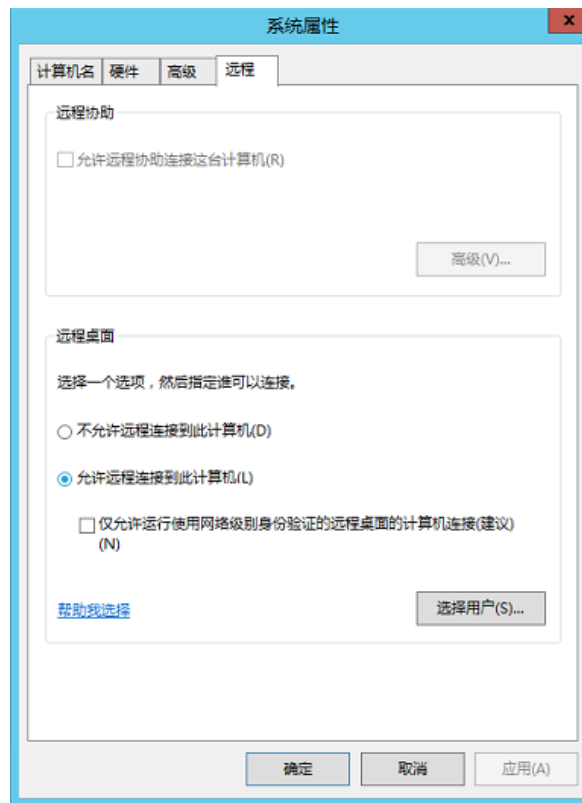 系统属性
x
计算机名 硬件 高级 远程
远程协助
允许远程协助连接这台计算机(R)
高级(V)...
远程桌面
选择一个选项，然后指定谁可以连接。
不允许远程连接到此计算机(D)
允许远程连接到此计算机(L)
仅允许运行使用网络级别身份验证的远程桌面的计算机连接(建议)
(N)
帮助我选择 选择用户(S)...
确定 取消 应用(A)